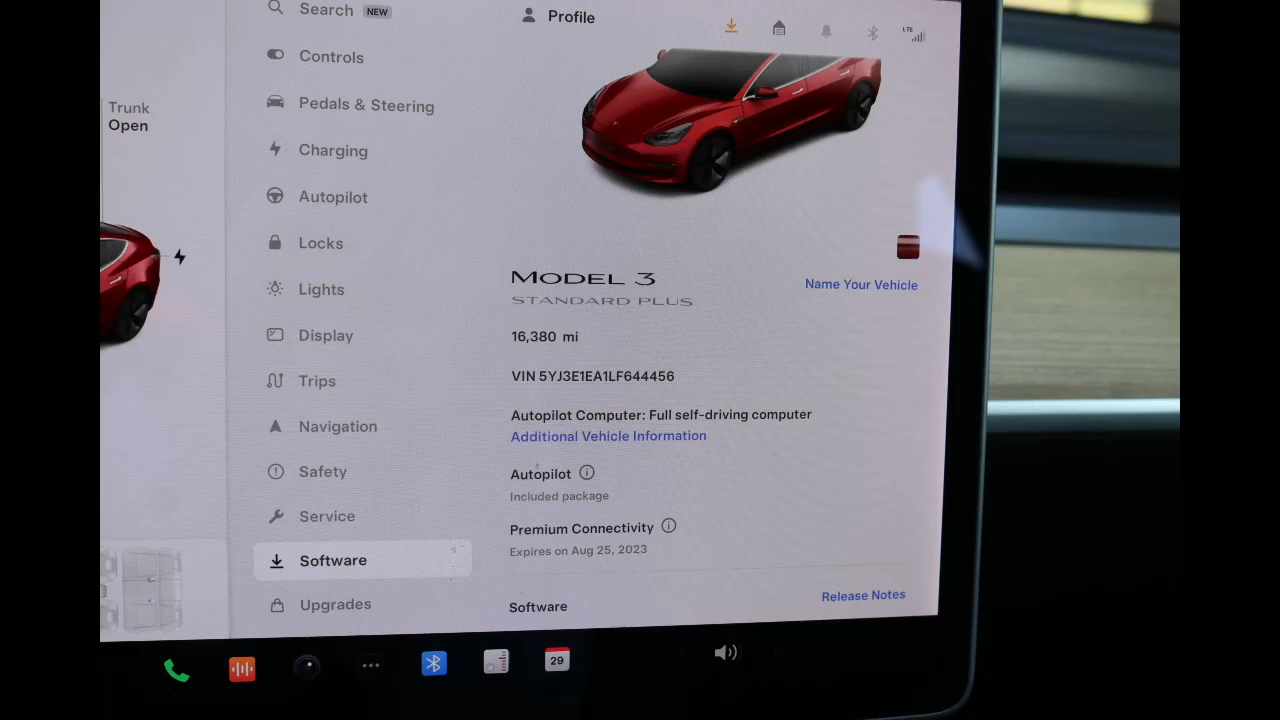 Search NEW
Controls
Pedals & Steering
Charging
Autopilot
Locks
Lights
Display
Trips
Navigation
Safety
Service
Software
Upgrades
Trunk
Open
Profile
LTE
MODEL 3
STANDARD PLUS
Name Your Vehicle
16,380 mi
VIN 5YJ3E1EA1LF644456
Autopilot Computer: Full self-driving computer
Additional Vehicle Information
Autopilot
Included package
Premium Connectivity
Expires on Aug 25, 2023
Software
Release Notes
29